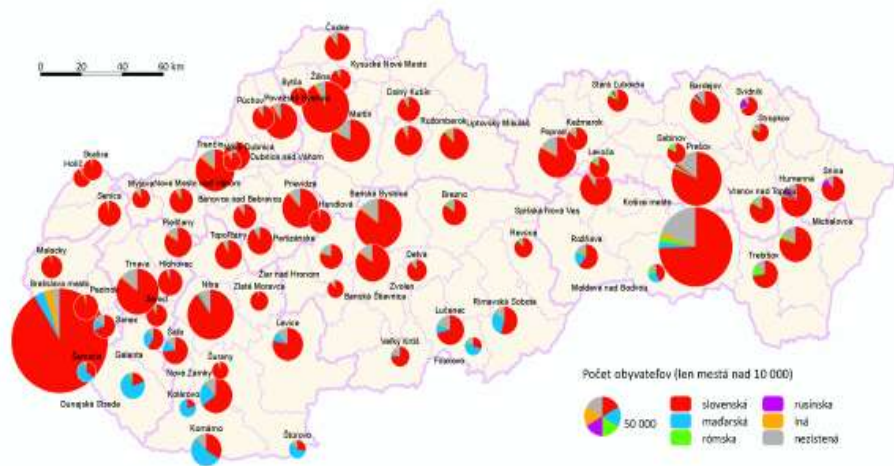 Čadca
0 20 40 60 km
Kysucké Nové Mesto
Bytča
Žilina
Považská Bystrica
Púchov
Dolný Kubín
Martin
Ružomberok
Liptovský Mikuláš
Stará Ľubovňa
Bardejov
Svidník
Stropkov
Kežmarok
Poprad
Levoča
Sabinov
Prešov
Snina
Humenné
Vranov nad Topľou
Trenčín
Dubnica nad Váhom
Skalica
Holíč
Myjava
Nové Mesto nad Váhom
Senica
Bánovce nad Bebravou
Prievidza
Handlová
Banská Bystrica
Brezno
Spišská Nová Ves
Košice mesto
Michalovce
Piešťany
Topoľčany
Partizánske
Revúca
Rožňava
Trebišov
Malacky
Trnava
Hlohovec
Žiar nad Hronom
Detva
Zvolen
Bratislava mesto
Pezinok
Nitra
Zlaté Moravce
Banská Štiavnica
Moldava nad Bodvou
Senec
Šaľa
Levice
Lučenec
Rimavská Sobota
Galanta
Šurany
Veľký Krtíš
Fiľakovo
Nové Zámky
Dunajská Streda
Kolárovo
Komárno
Štúrovo
Počet obyvateľov (len mestá nad 10 000)
50 000
slovenská
rusínska
maďarská
iná
rómska
nezistená